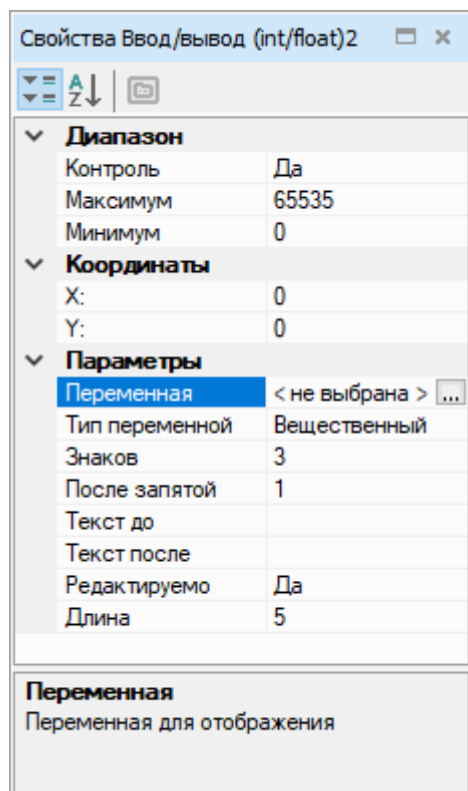 Свойства Ввод/вывод (int/float)2
Диапазон
Контроль Да
Максимум 65535
Минимум 0
Координаты
X: 0
Y: 0
Параметры
Переменная < не выбрана > ...
Тип переменной Вещественный
Знаков 3
После запятой 1
Текст до
Текст после
Редактируемо Да
Длина 5
Переменная
Переменная для отображения